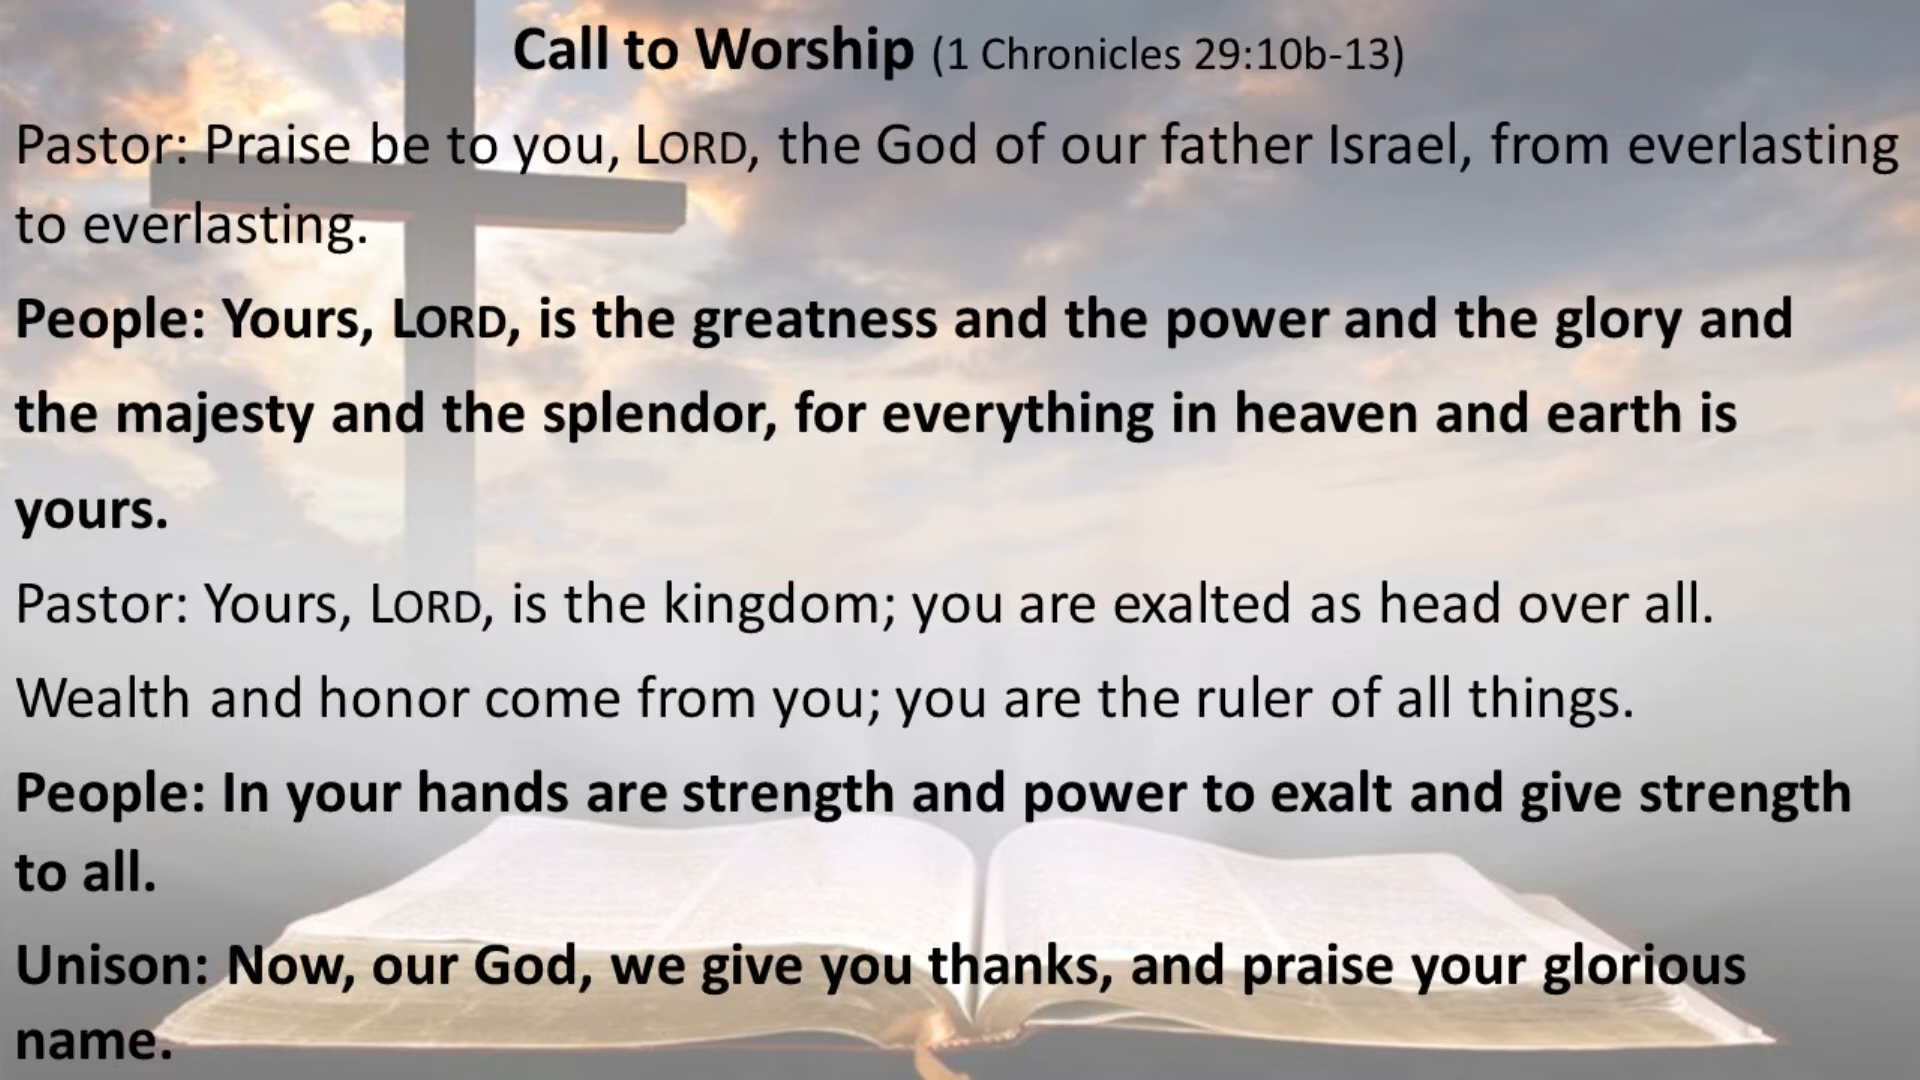 Call to Worship (1 Chronicles 29:10b-13)
Pastor: Praise be to you, LORD, the God of our father Israel, from everlasting
to everlasting.
People: Yours, LORD, is the greatness and the power and the glory and
the majesty and the splendor, for everything in heaven and earth is
yours.
Pastor: Yours, LORD, is the kingdom; you are exalted as head over all.
Wealth and honor come from you; you are the ruler of all things.
People: In your hands are strength and power to exalt and give strength
to all.
Unison: Now, our God, we give you thanks, and praise your glorious
name.